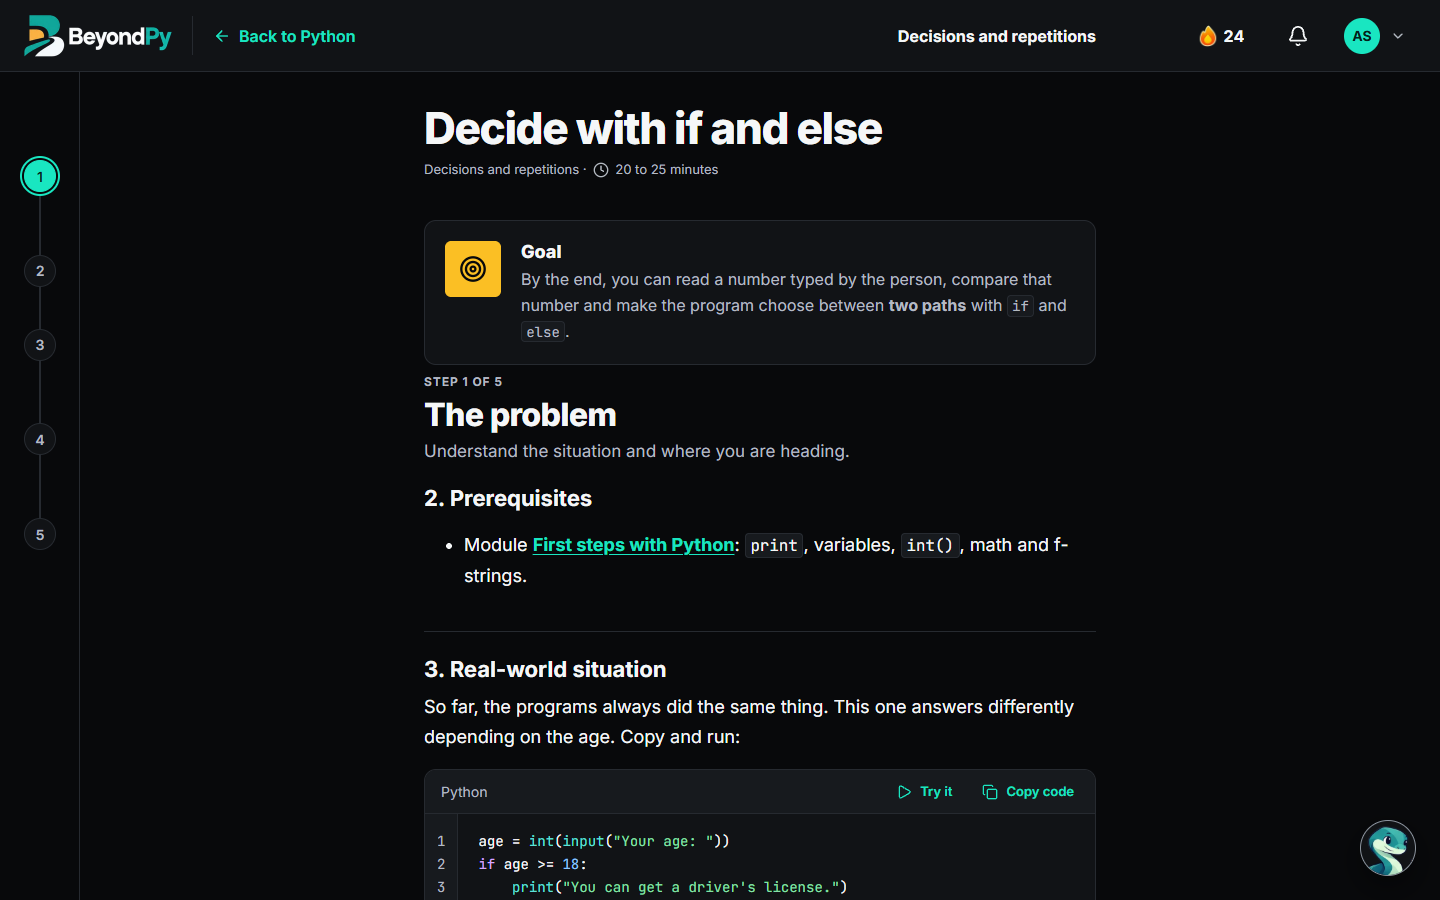 BeyondPy
Back to Python
Decisions and repetitions
24
AS
1
2
3
4
5
Decide with if and else
Decisions and repetitions · 20 to 25 minutes
Goal
By the end, you can read a number typed by the person, compare that
number and make the program choose between two paths with if and
else.
STEP 1 OF 5
The problem
Understand the situation and where you are heading.
2. Prerequisites
• Module First steps with Python: print, variables, int(), math and f-
strings.
3. Real-world situation
So far, the programs always did the same thing. This one answers differently
depending on the age. Copy and run:
Python
Try it
Copy code
1 age = int(input("Your age: "))
2 if age >= 18:
3     print("You can get a driver's license.")